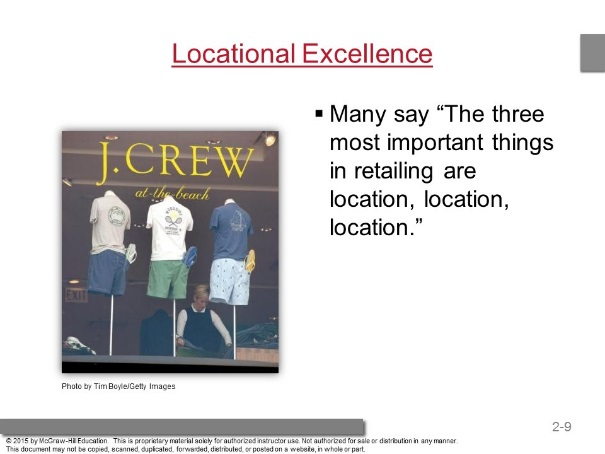 Locational Excellence
▪ Many say “The three
most important things
in retailing are
location, location,
location.”
J.CREW
at-the-beach
EXIT
Photo by Tim Boyle/Getty Images
2-9
© 2015 by McGraw-Hill Education. This is proprietary material solely for authorized instructor use. Not authorized for sale or distribution in any manner.
This document may not be copied, scanned, duplicated, forwarded, distributed, or posted on a website, in whole or part.